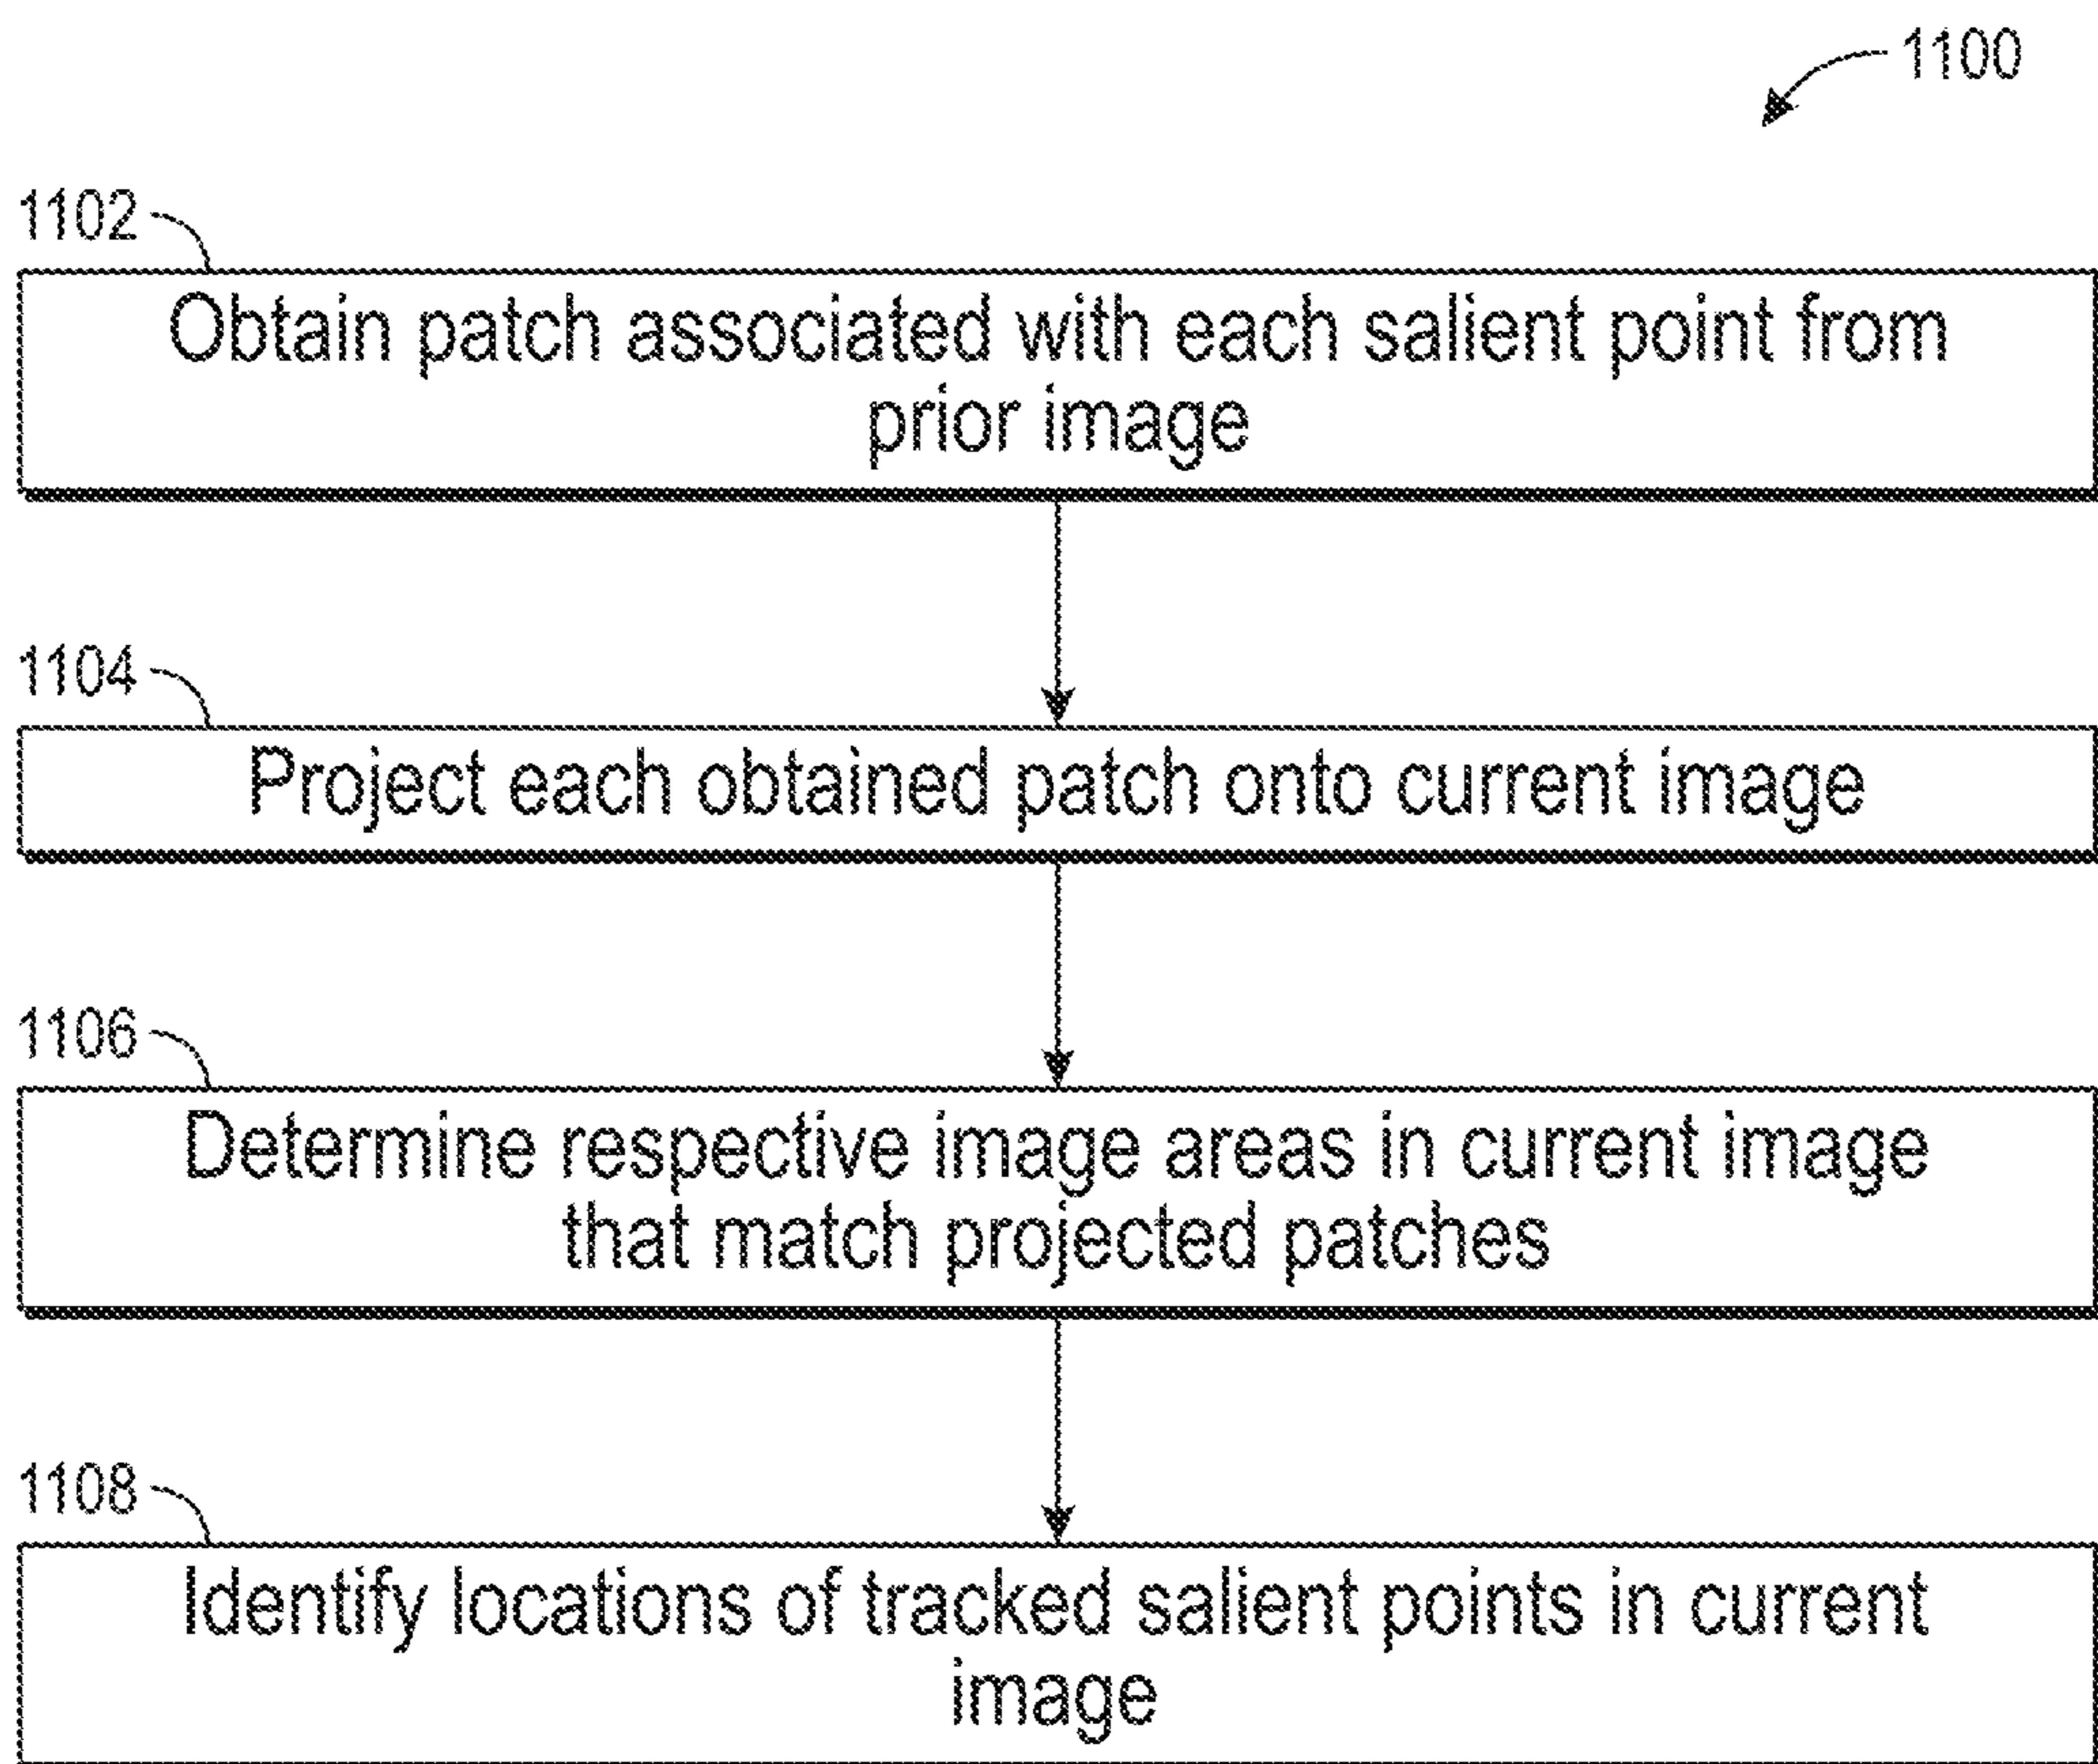 1100
1102
Obtain patch associated with each salient point from
prior image
1104
Project each obtained patch onto current image
1106
Determine respective image areas in current image
that match projected patches
1108
Identify locations of tracked salient points in current
image